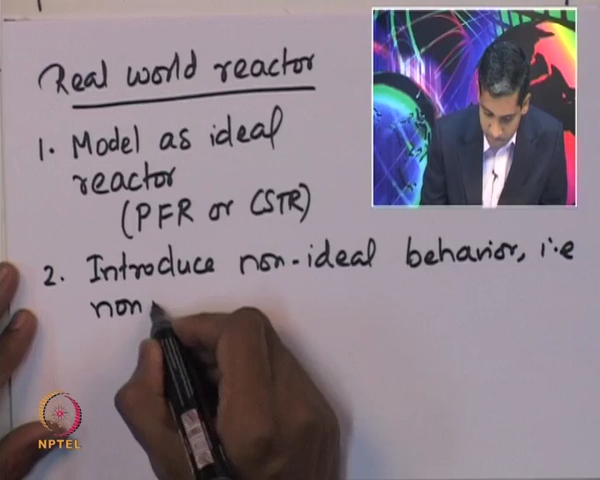 Real world reactor
1. Model as ideal
reactor
(PFR or CSTR)
2. Introduce non-ideal behavior, i.e
non
NPTEL